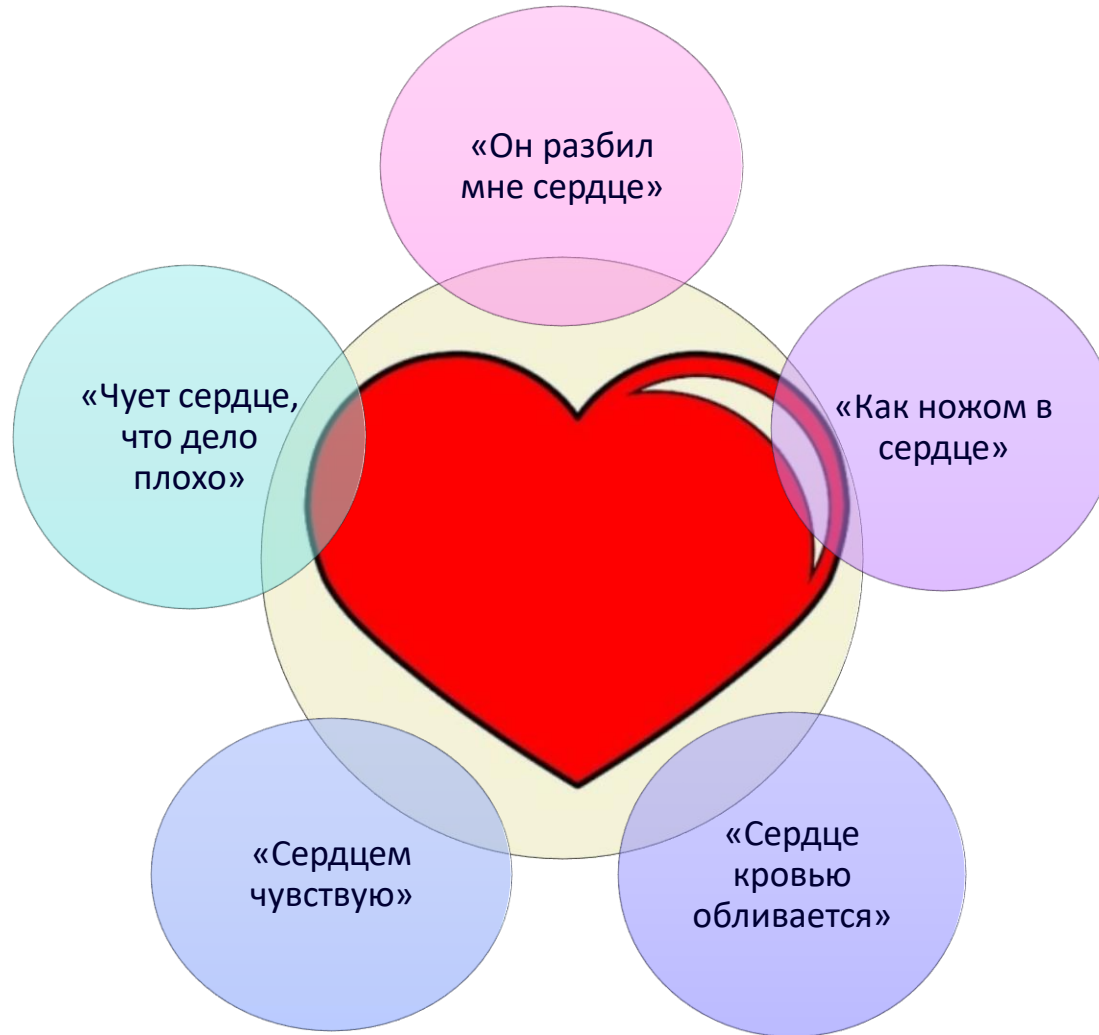 «Он разбил
мне сердце»
«Как ножом в
сердце»
«Сердце
кровью
обливается»
«Сердцем
чувствую»
«Чует сердце,
что дело
плохо»